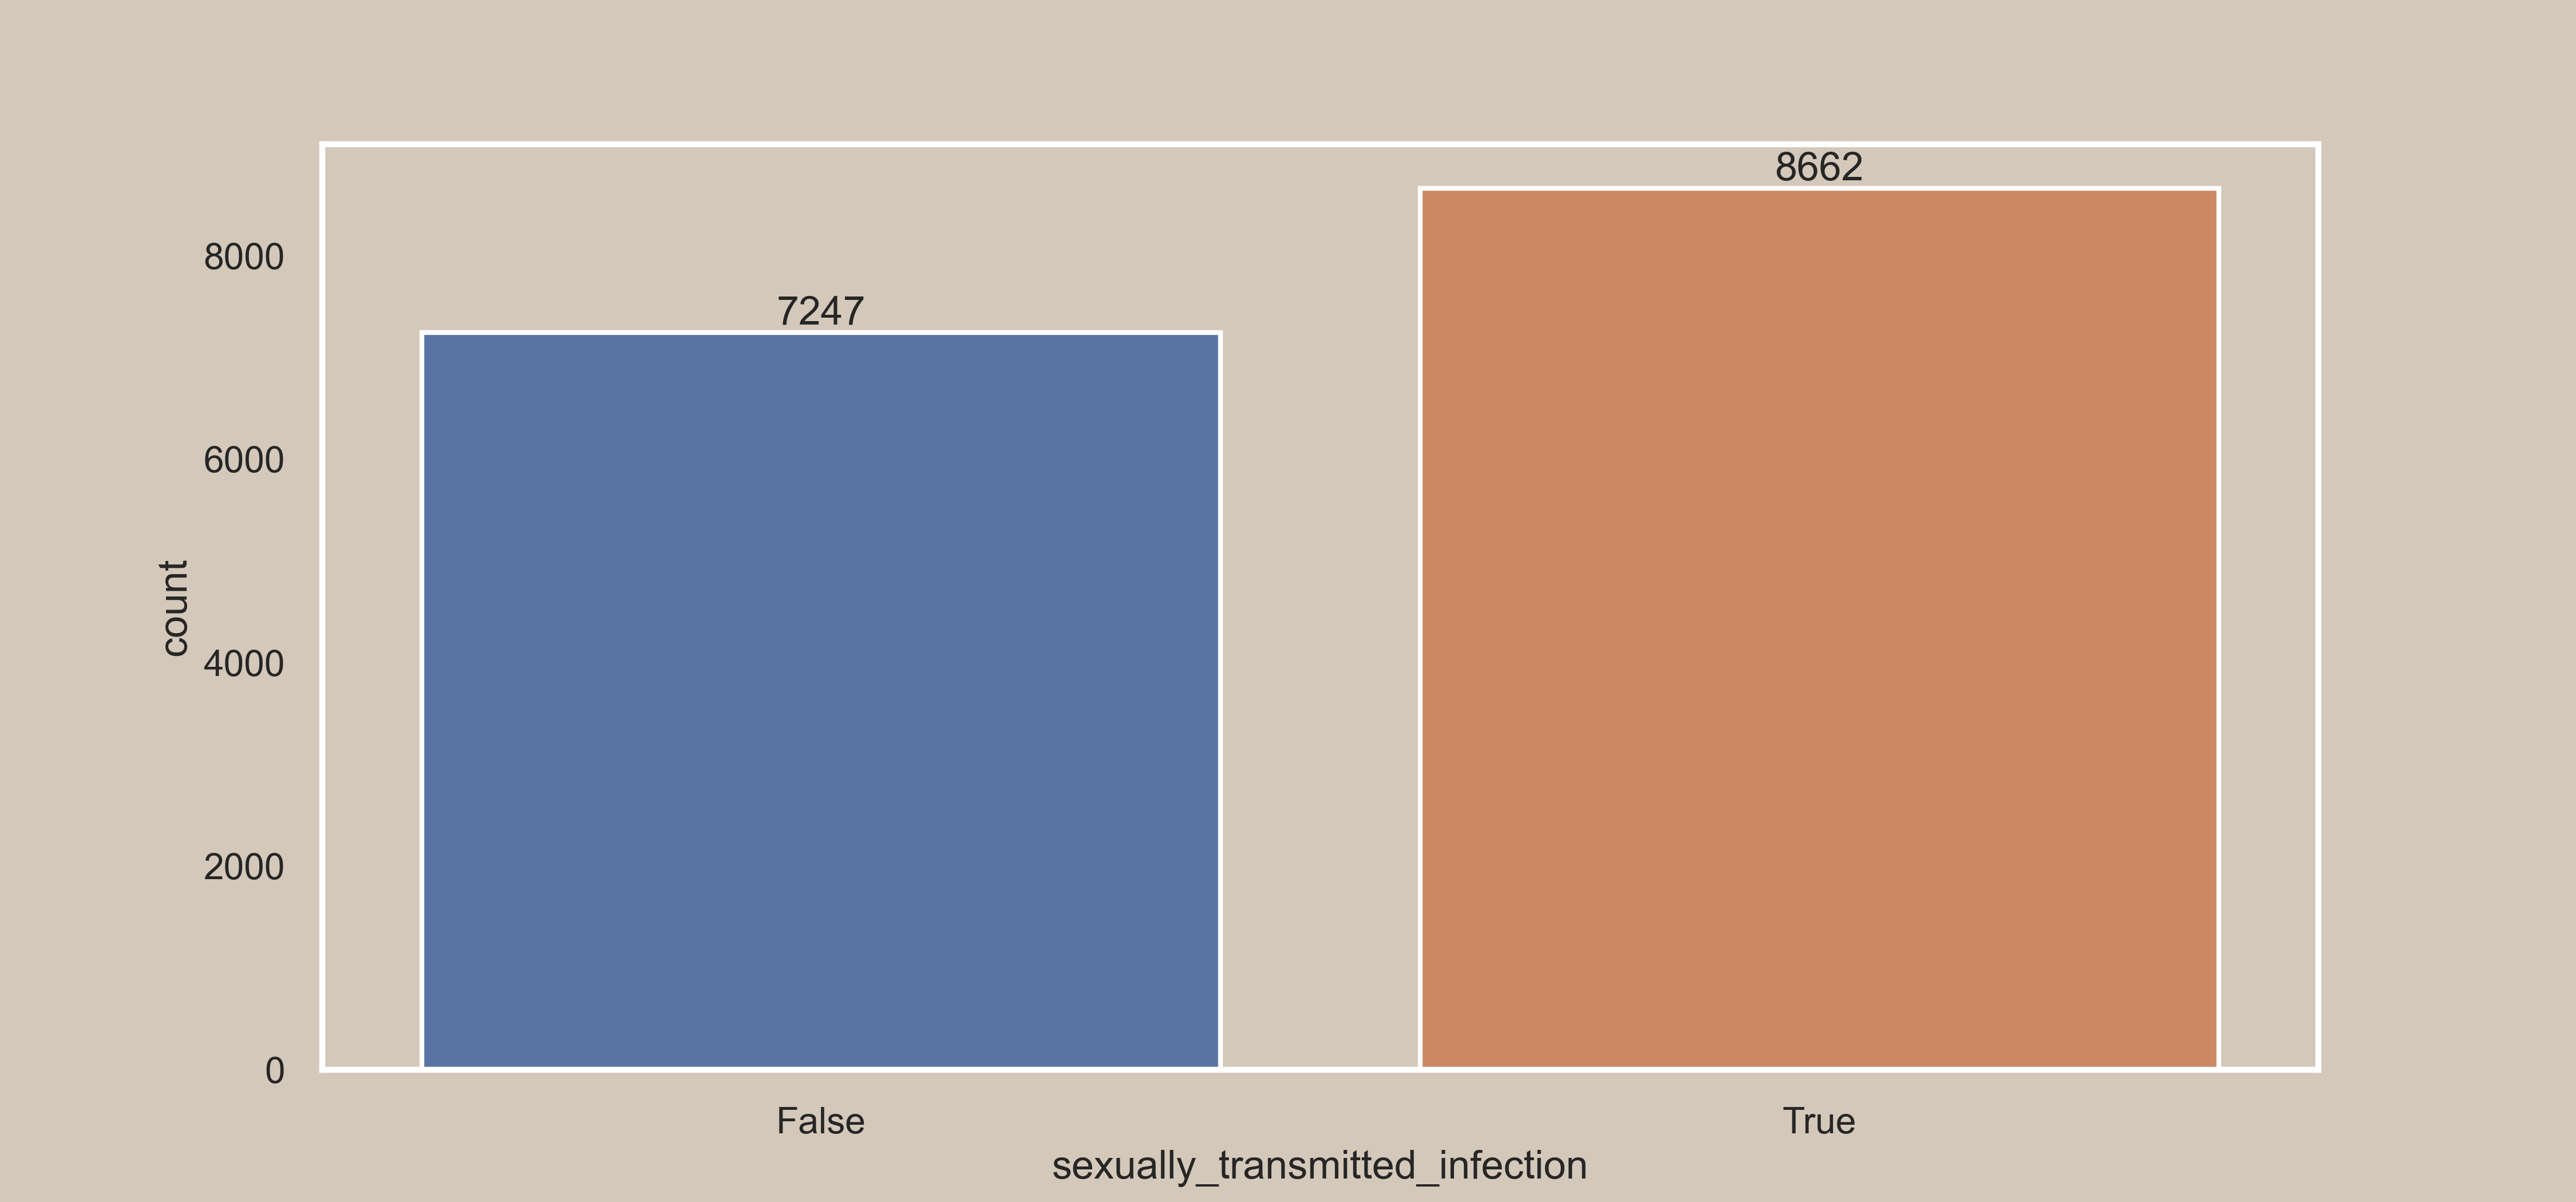 8662
7247
8000
6000
4000
2000
0
count
False
True
sexually_transmitted_infection